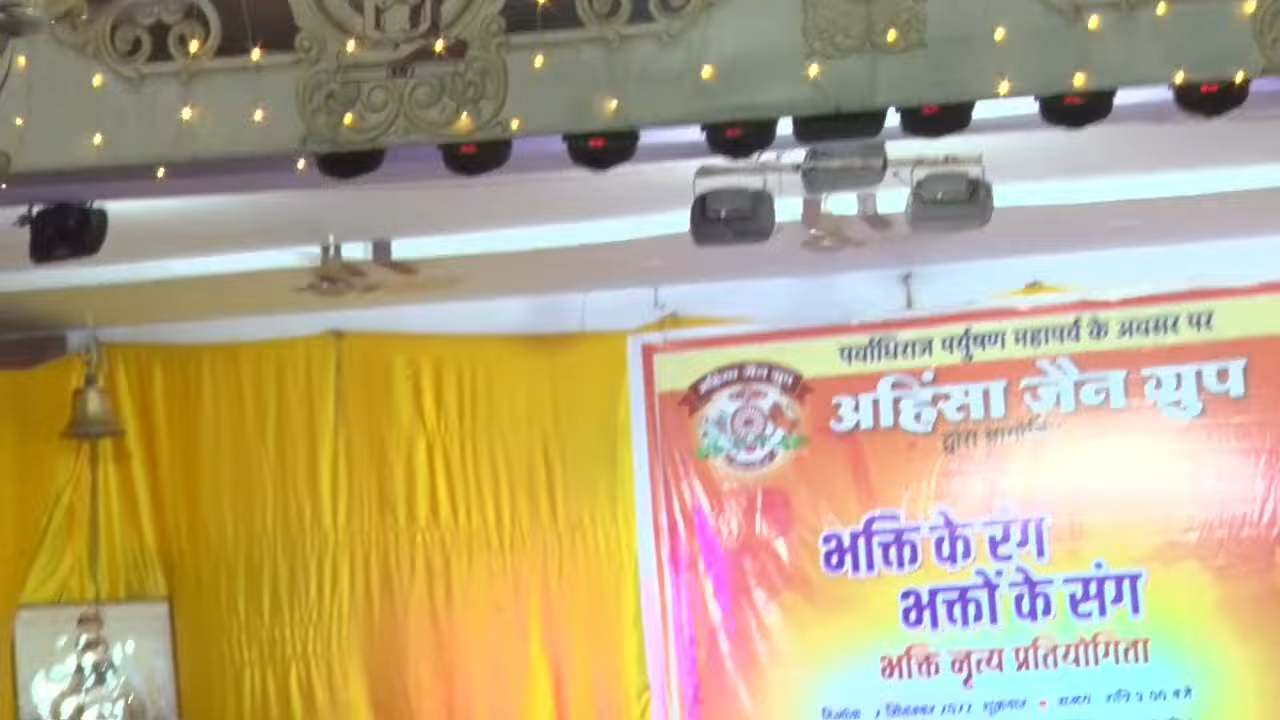 पर्वाधिराज पर्युषण महापर्व के अवसर पर
अहिंसा जैन ग्रुप
द्वारा
भक्ति के रंग
भक्तों के संग
भक्ति नृत्य प्रतियोगिता